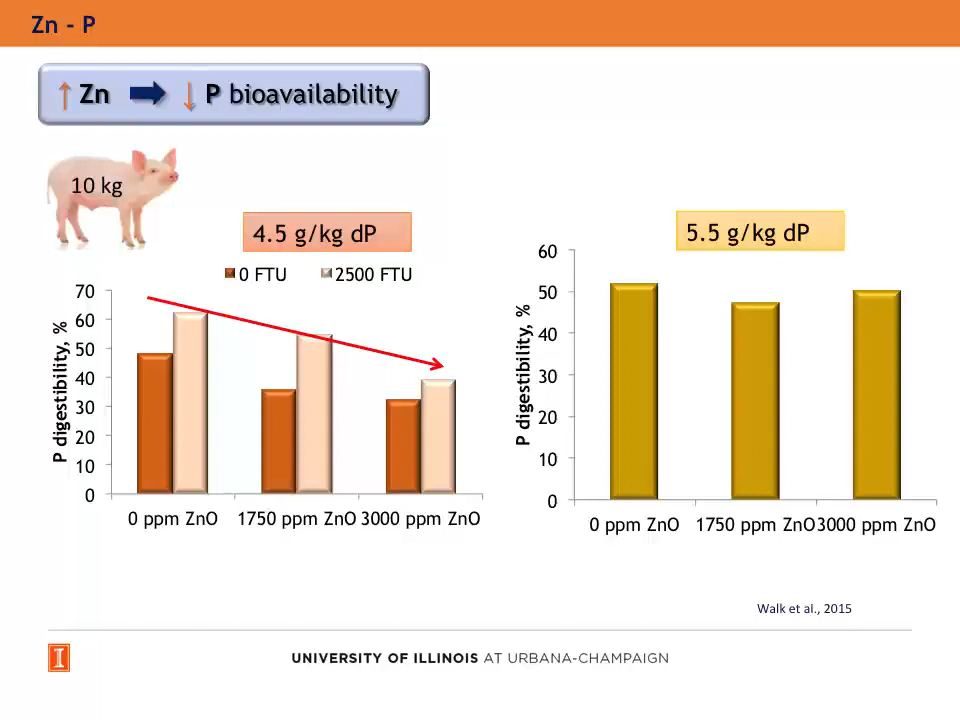 Zn - P
↑ Zn ➡ ↓ P bioavailability
10 kg
4.5 g/kg dP
0 FTU 2500 FTU
P digestibility, %
70
60
50
40
30
20
10
0
0 ppm ZnO 1750 ppm ZnO 3000 ppm ZnO
5.5 g/kg dP
P digestibility, %
60
50
40
30
20
10
0
0 ppm ZnO 1750 ppm ZnO 3000 ppm ZnO
Walk et al., 2015
I
UNIVERSITY OF ILLINOIS AT URBANA-CHAMPAIGN